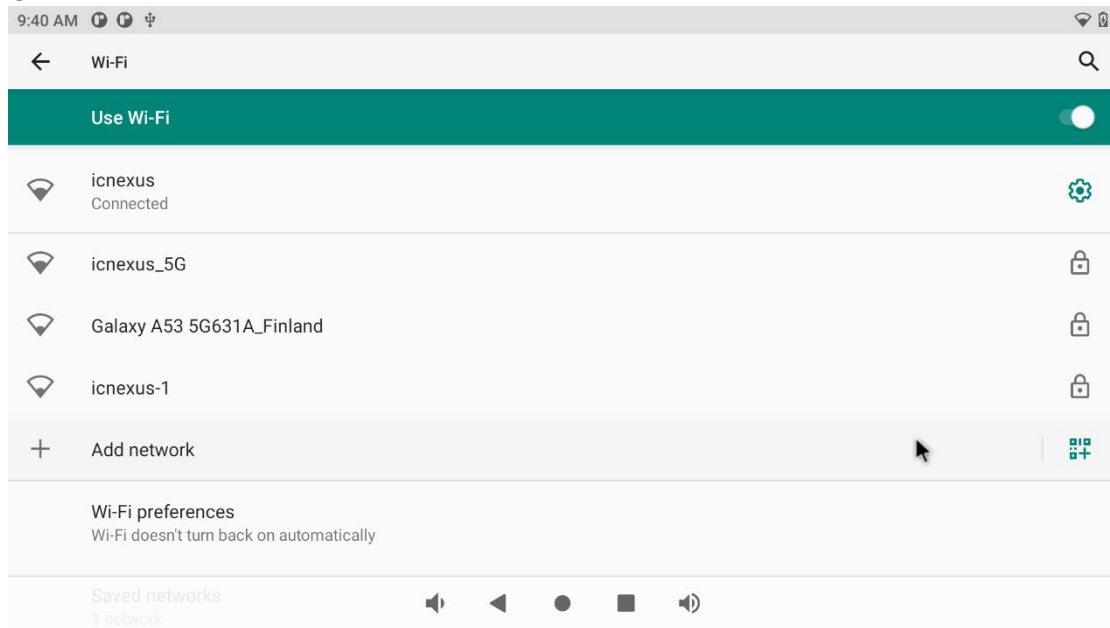 9:40 AM
Wi-Fi
Use Wi-Fi
icnexus
Connected
icnexus_5G
Galaxy A53 5G631A_Finland
icnexus-1
Add network
Wi-Fi preferences
Wi-Fi doesn't turn back on automatically
Saved networks
1 network